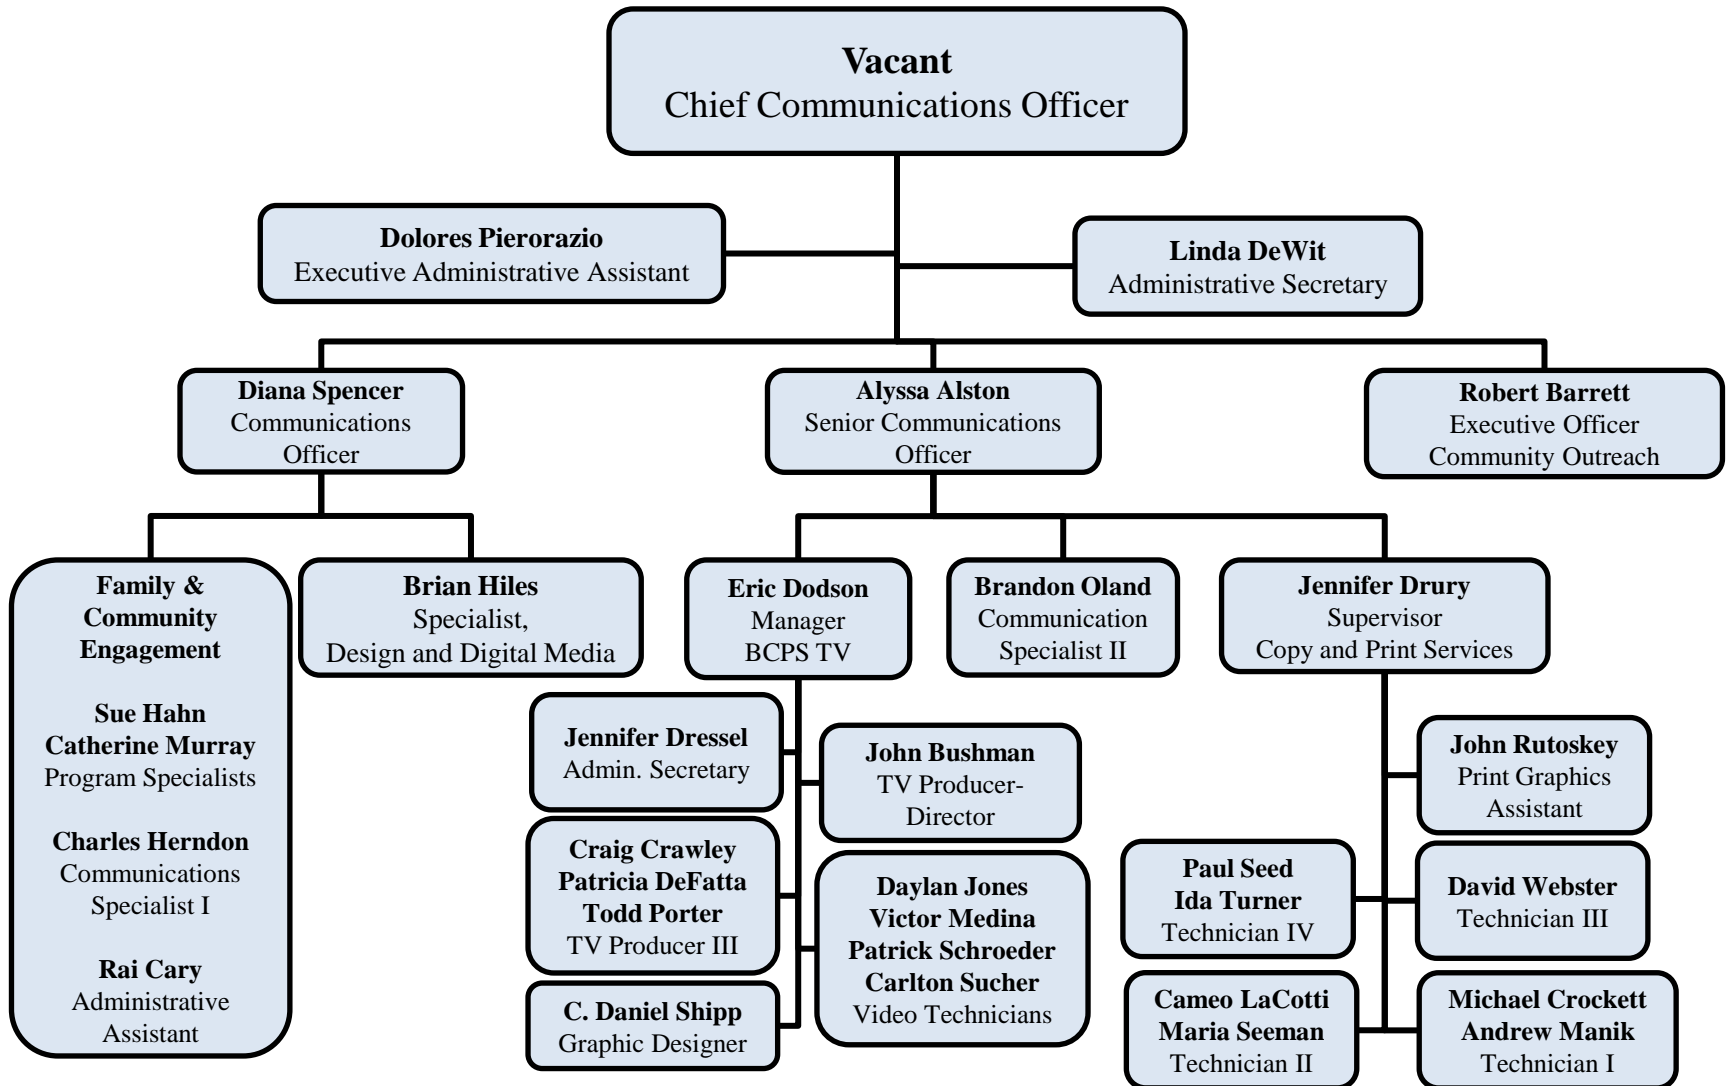 Vacant
Chief Communications Officer
Dolores Pierorazio
Executive Administrative Assistant
Linda DeWit
Administrative Secretary
Diana Spencer
Communications
Officer
Alyssa Alston
Senior Communications
Officer
Robert Barrett
Executive Officer
Community Outreach
Family &
Community
Engagement
Sue Hahn
Catherine Murray
Program Specialists
Charles Herndon
Communications
Specialist I
Rai Cary
Administrative
Assistant
Brian Hiles
Specialist,
Design and Digital Media
Eric Dodson
Manager
BCPS TV
Brandon Oland
Communication
Specialist II
Jennifer Drury
Supervisor
Copy and Print Services
Jennifer Dressel
Admin. Secretary
John Bushman
TV Producer-
Director
Craig Crawley
Patricia DeFatta
Todd Porter
TV Producer III
Daylan Jones
Victor Medina
Patrick Schroeder
Carlton Sucher
Video Technicians
C. Daniel Shipp
Graphic Designer
John Rutoskey
Print Graphics
Assistant
Paul Seed
Ida Turner
Technician IV
David Webster
Technician III
Cameo LaCotti
Maria Seeman
Technician II
Michael Crockett
Andrew Manik
Technician I